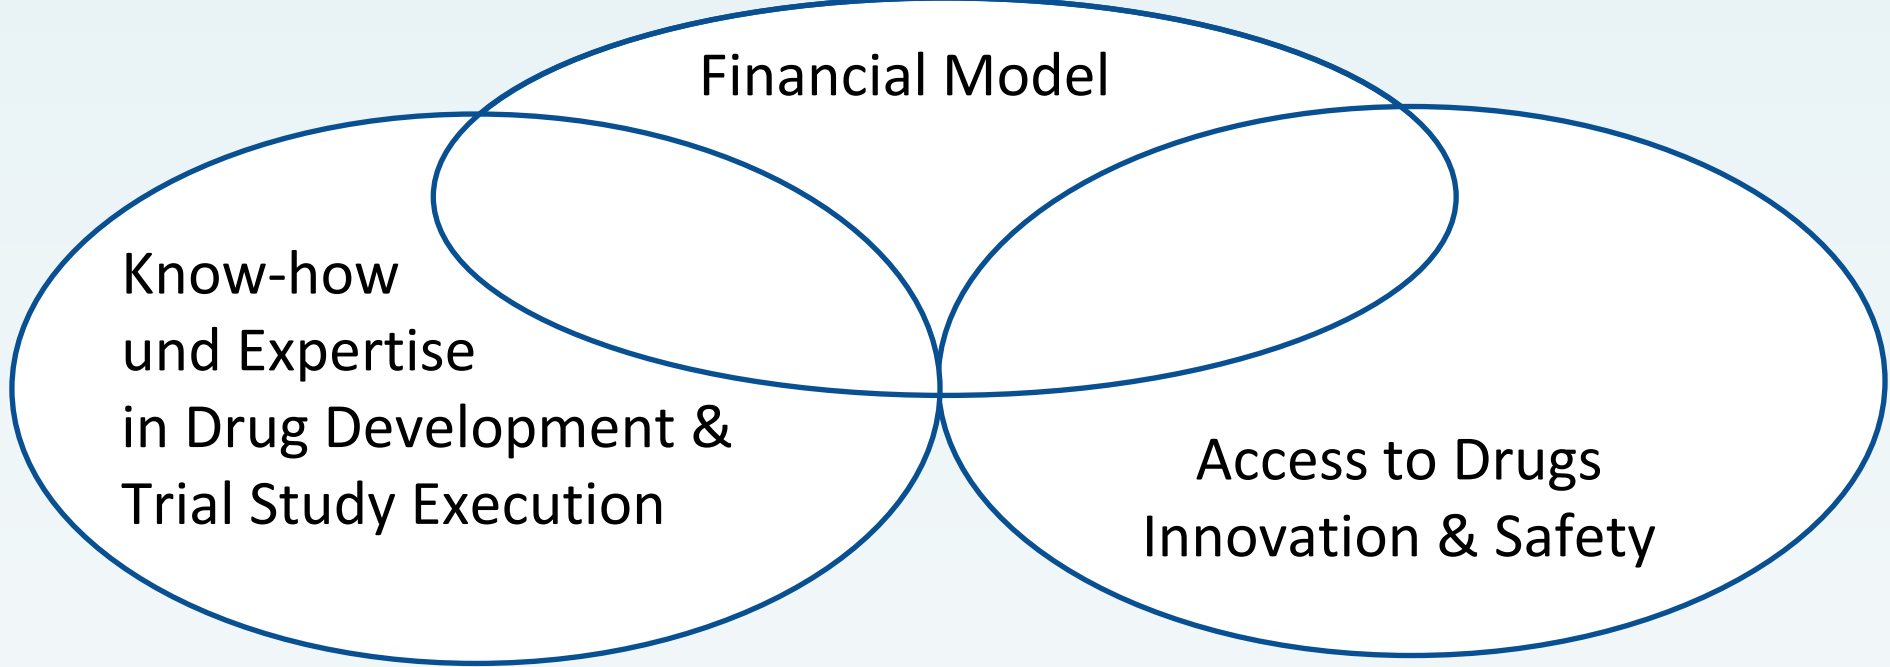 Financial Model
Know-how
und Expertise
in Drug Development &
Trial Study Execution
Access to Drugs
Innovation & Safety